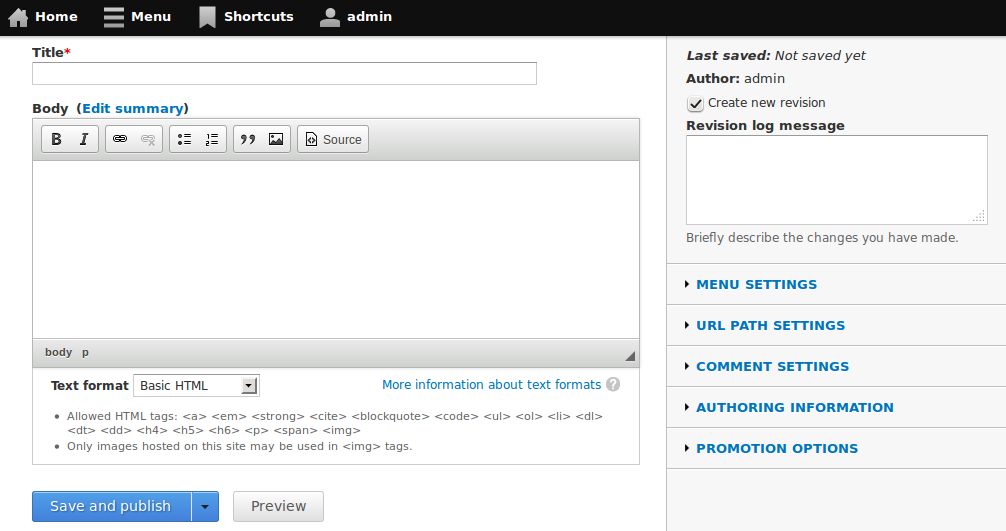 Home Menu Shortcuts admin
Title*
Body (Edit summary)
B I Source
body p
Text format Basic HTML More information about text formats ?
Allowed HTML tags: <a> <em> <strong> <cite> <blockquote> <code> <ul> <ol> <li> <dl>
<dt> <dd> <h4> <h5> <h6> <p> <span> <img>
Only images hosted on this site may be used in <img> tags.
Save and publish Preview
Last saved: Not saved yet
Author: admin
Create new revision
Revision log message
Briefly describe the changes you have made.
MENU SETTINGS
URL PATH SETTINGS
COMMENT SETTINGS
AUTHORING INFORMATION
PROMOTION OPTIONS